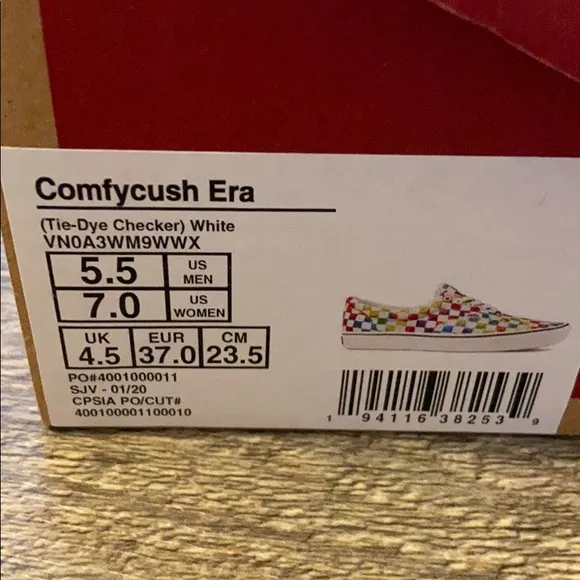 Comfycush Era
(Tie-Dye Checker) White
VN0A3WM9WWX
5.5 US MEN
7.0 US WOMEN
UK EUR CM
4.5 37.0 23.5
PO#4001000011
SJV - 01/20
CPSIA PO/CUT#
400100001100010
1 94116 38253 9